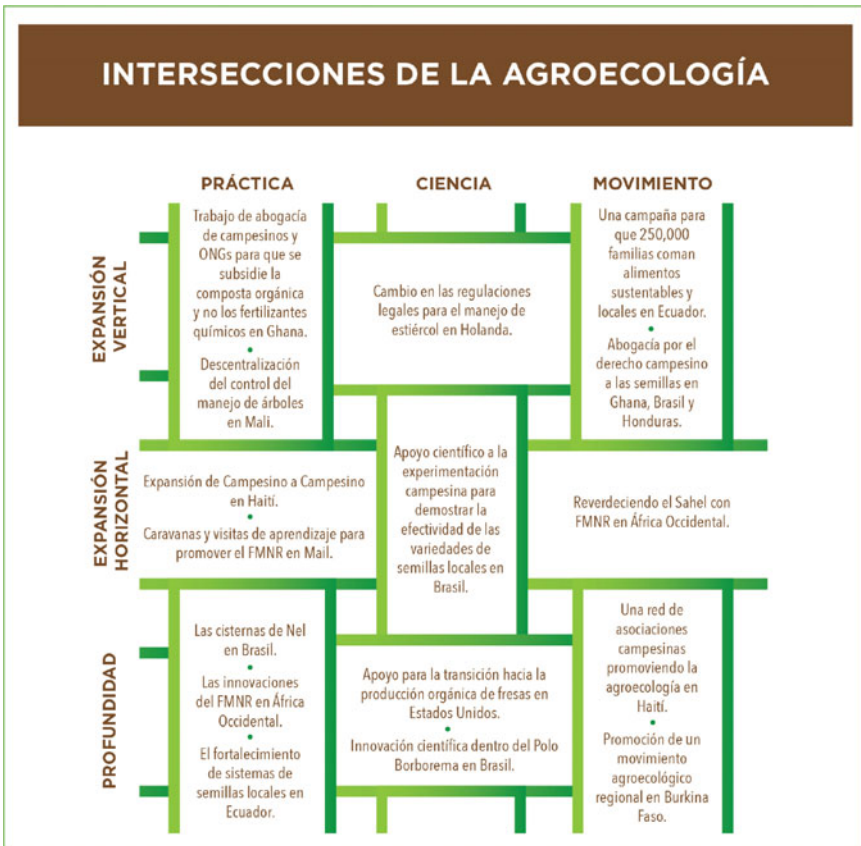 INTERSECCIONES DE LA AGROECOLOGÍA
PRÁCTICA
CIENCIA
MOVIMIENTO
EXPANSIÓN
VERTICAL
Trabajo de abogacía
de campesinos y
ONGs para que se
subsidie la
composta orgánica
y no los fertilizantes
químicos en Ghana.
•
Descentralización
del control del
manejo de árboles
en Mali.
Cambio en las regulaciones
legales para el manejo de
estiércol en Holanda.
Una campaña para
que 250,000
familias coman
alimentos
sustentables y
locales en Ecuador.
•
Abogacía por el
derecho campesino
a las semillas en
Ghana, Brasil y
Honduras.
EXPANSIÓN
HORIZONTAL
Expansión de Campesino a Campesino
en Haití.
•
Caravanas y visitas de aprendizaje para
promover el FMNR en Mail.
Apoyo científico a la
experimentación
campesina para
demostrar la
efectividad de las
variedades de
semillas locales en
Brasil.
Reverdeciendo el Sahel con
FMNR en África Occidental.
PROFUNDIDAD
Las cisternas de Nel
en Brasil.
•
Las innovaciones
del FMNR en África
Occidental.
•
El fortalecimiento
de sistemas de
semillas locales en
Ecuador.
Apoyo para la transición hacia la
producción orgánica de fresas en
Estados Unidos.
•
Innovación científica dentro del Polo
Borborema en Brasil.
Una red de
asociaciones
campesinas
promoviendo la
agroecología en
Haití.
•
Promoción de un
movimiento
agroecológico
regional en Burkina
Faso.